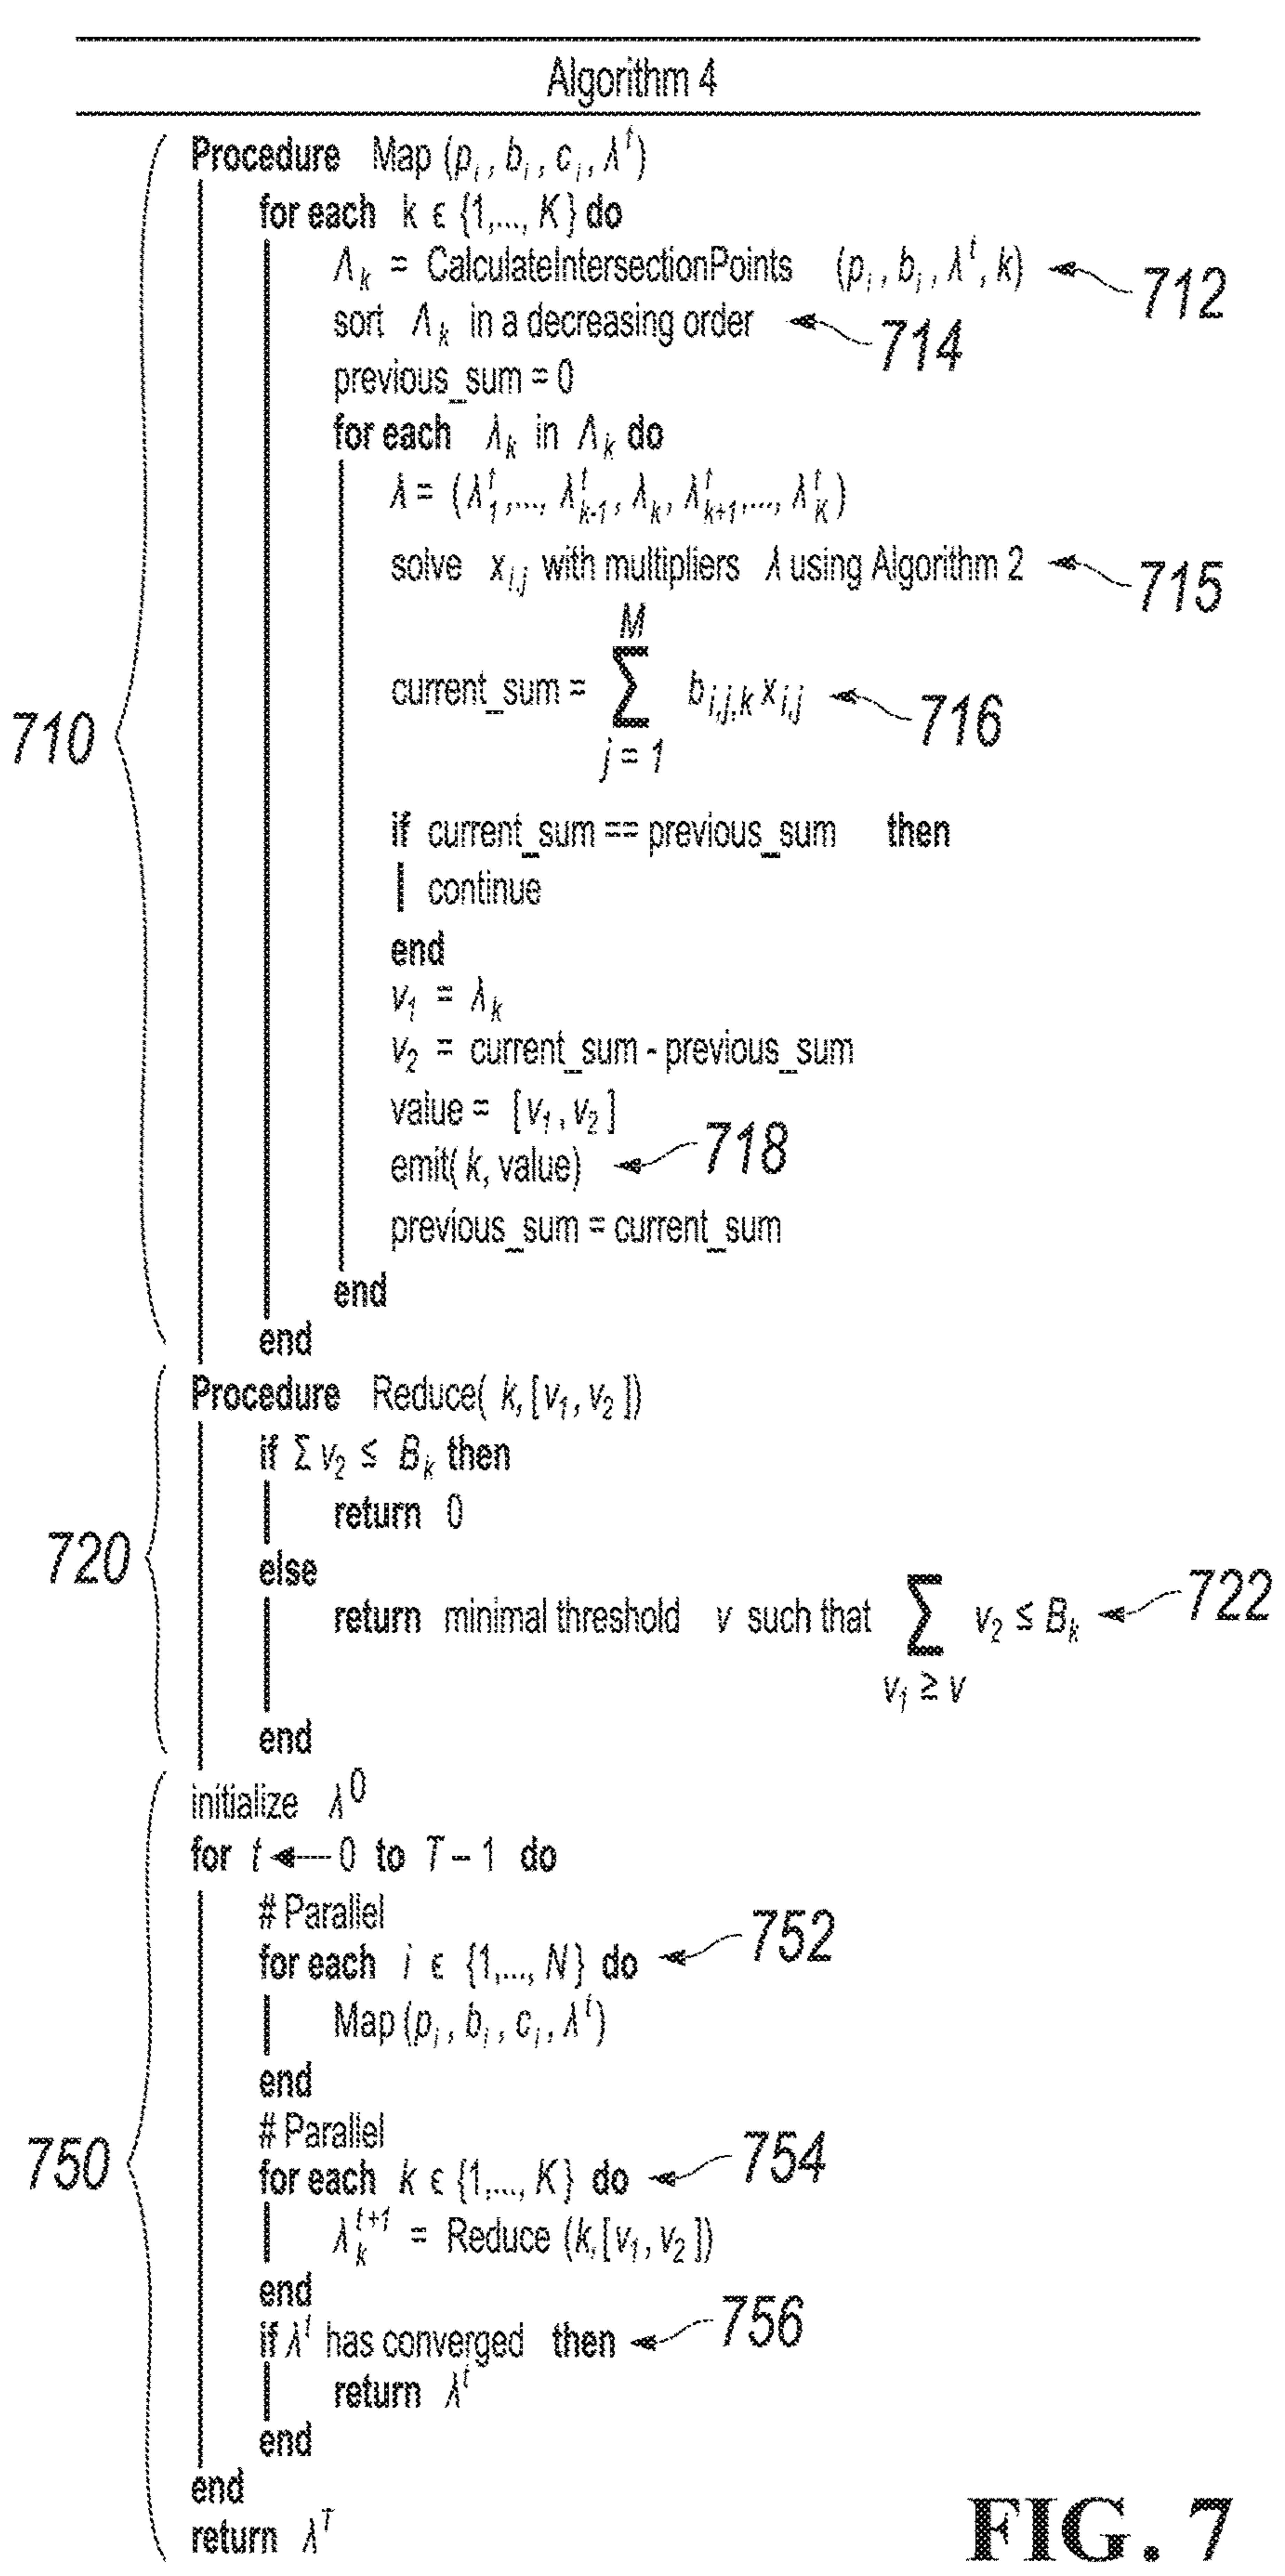 Algorithm 4
Procedure Map (p_i, b_i, c_i, λ^t)
for each k ϵ {1,..., K} do
Λ_k = CalculateIntersectionPoints (p_i, b_i, λ^t, k) 712
sort Λ_k in a decreasing order 714
previous_sum = 0
for each λ_k in Λ_k do
λ = (λ_1^t,..., λ_{k-1}^t, λ_k, λ_{k+1}^t,..., λ_K^t)
solve x_{i,j} with multipliers λ using Algorithm 2 715
710 current_sum = ∑_{j = 1}^{M} b_{i,j,k} x_{i,j} 716
if current_sum == previous_sum then
continue
end
v_1 = λ_k
v_2 = current_sum - previous_sum
value = [v_1, v_2]
emit( k, value) 718
previous_sum = current_sum
end
end
Procedure Reduce( k, [v_1, v_2])
if Σ v_2 ≤ B_k then
return 0
720 else
return minimal threshold v such that ∑_{v_1 ≥ v} v_2 ≤ B_k 722
end
initialize λ^0
for t ← 0 to T – 1 do
# Parallel
for each i ϵ {1,..., N} do 752
Map (p_i, b_i, c_i, λ^t)
end
# Parallel
750 for each k ϵ {1,..., K} do 754
λ_k^{t+1} = Reduce (k, [v_1, v_2])
end
if λ^t has converged then 756
return λ^t
end
end
return λ^T
FIG. 7